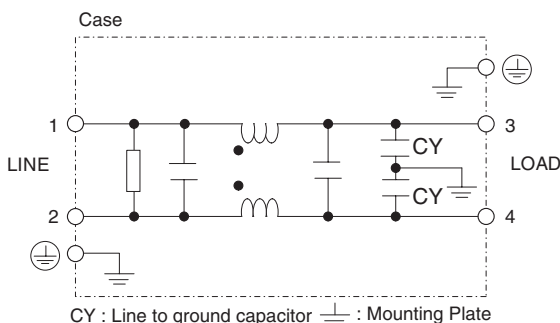 Case
1
3
CY
LINE
LOAD
CY
2
4
CY : Line to ground capacitor : Mounting Plate